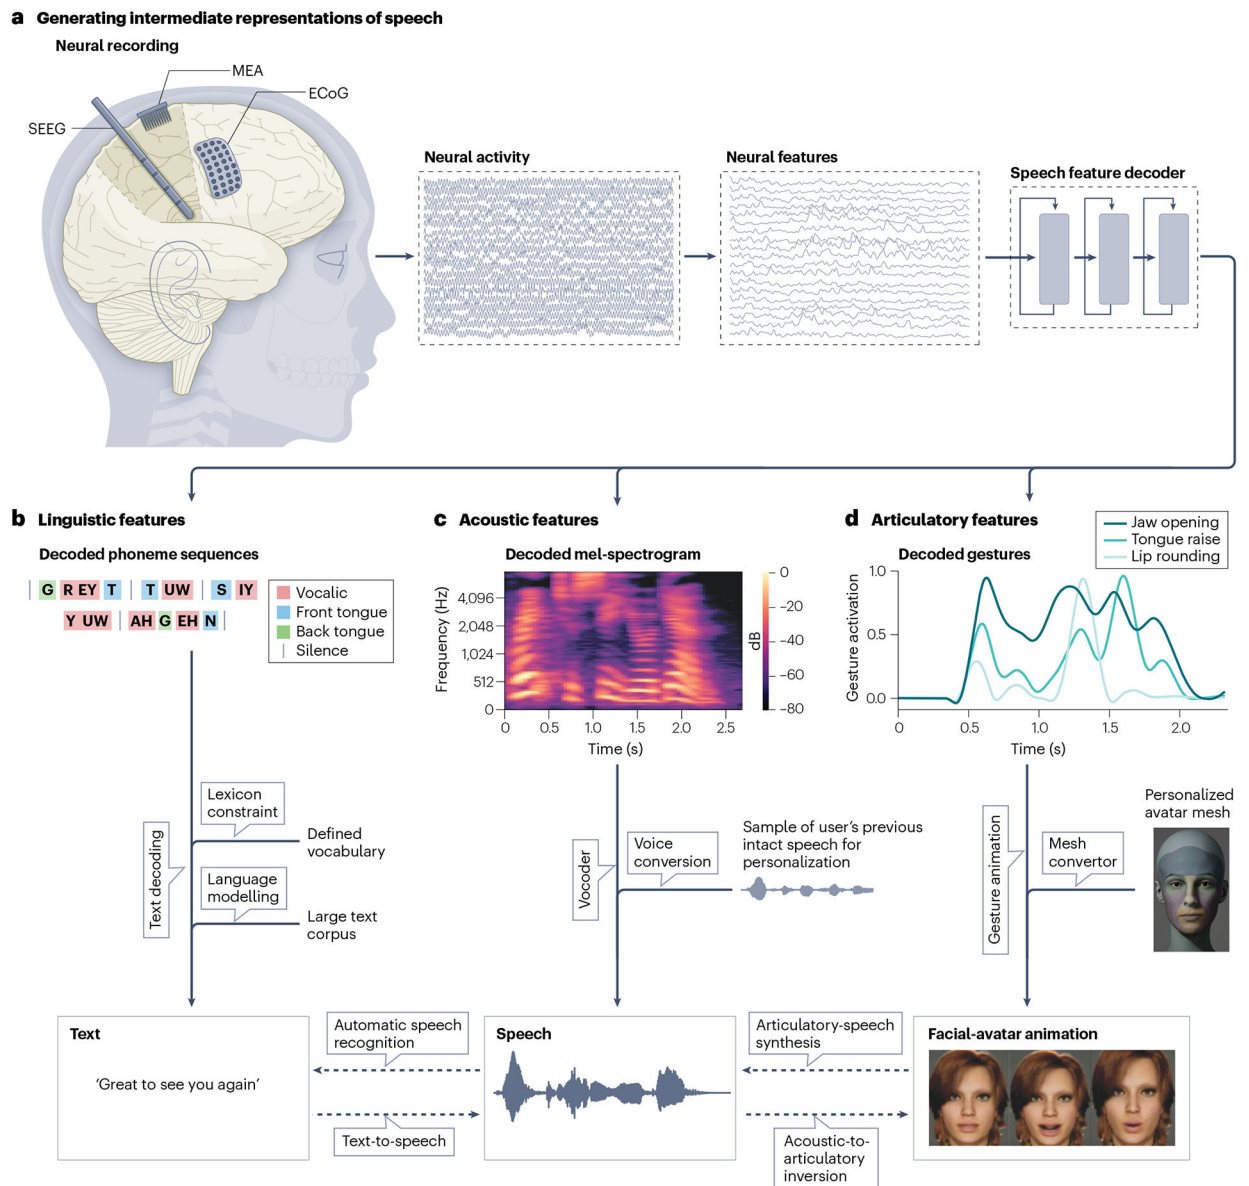 a Generating intermediate representations of speech
Neural recording
MEA
ECoG
SEEG
Neural activity
Neural features
Speech feature decoder
b Linguistic features
Decoded phoneme sequences
| G R EY T | T UW | S IY
Y UW | AH G EH N |
Vocalic
Front tongue
Back tongue
| Silence
Lexicon
constraint
Defined
vocabulary
Text decoding
Language
modelling
Large text
corpus
c Acoustic features
Decoded mel-spectrogram
Frequency (Hz)
4,096
2,048
1,024
512
0
0 0.5 1.0 1.5 2.0 2.5
Time (s)
dB
0
−20
−40
−60
−80
Vocoder
Voice
conversion
Sample of user’s previous
intact speech for
personalization
d Articulatory features
Jaw opening
Tongue raise
Lip rounding
Decoded gestures
Gesture activation
1.0
0.5
0.0
0 0.5 1.0 1.5 2.0
Time (s)
Gesture animation
Mesh
convertor
Personalized
avatar mesh
Text
‘Great to see you again’
Automatic speech
recognition
Text-to-speech
Speech
Articulatory-speech
synthesis
Acoustic-to-
articulatory
inversion
Facial-avatar animation